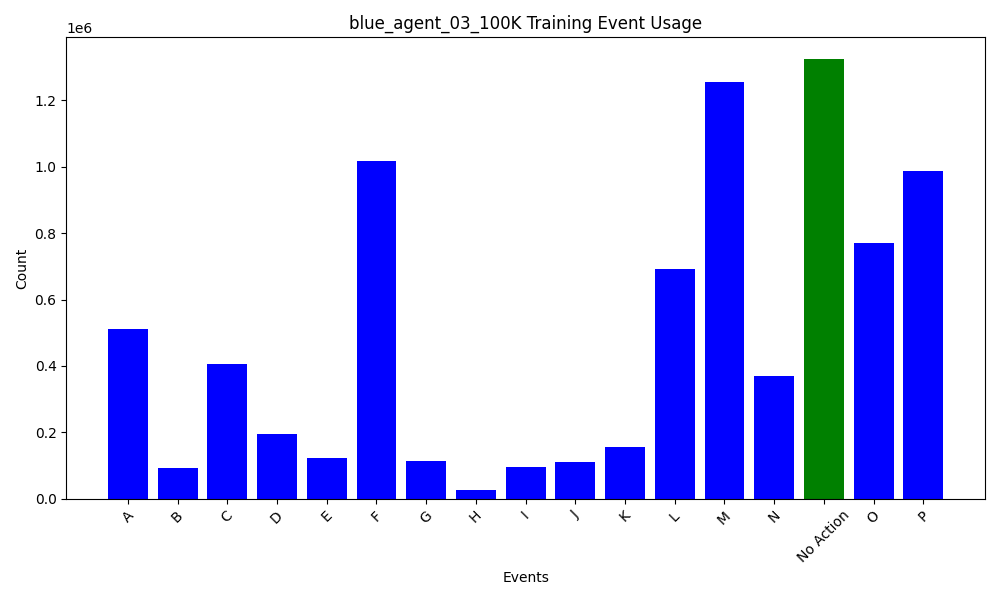 blue_agent_03_100K Training Event Usage
1e6
1.2
1.0
0.8
0.6
0.4
0.2
0.0
Count
A
B
C
D
E
F
G
H
I
J
K
L
M
N
No Action
O
P
Events